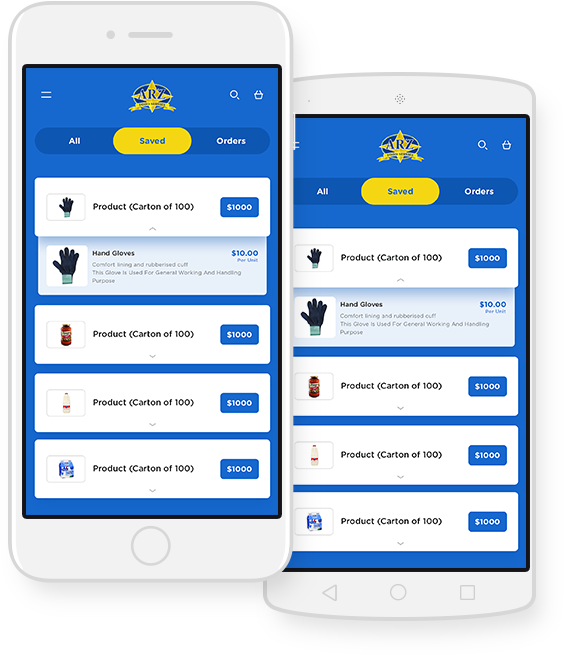 ARZ
All
Saved
Orders
Product (Carton of 100)
$1000
Hand Gloves
$10.00
Per Unit
Comfort lining and rubberised cuff
This Glove Is Used For General Working And Handling
Purpose
Product (Carton of 100)
$1000
Product (Carton of 100)
$1000
Product (Carton of 100)
$1000
ARZ
All
Saved
Orders
Product (Carton of 100)
$1000
Hand Gloves
$10.00
Per Unit
Comfort lining and rubberised cuff
This Glove Is Used For General Working And Handling
Purpose
Product (Carton of 100)
$1000
Product (Carton of 100)
$1000
Product (Carton of 100)
$1000